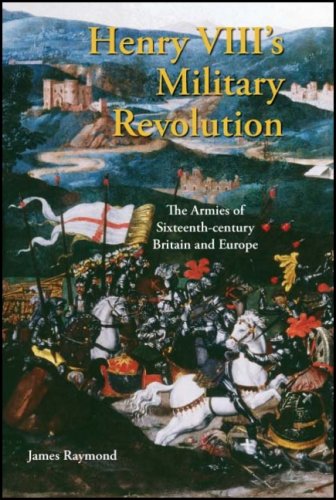 Henry VIII's
Military
Revolution
The Armies of
Sixteenth-century
Britain and Europe
James Raymond